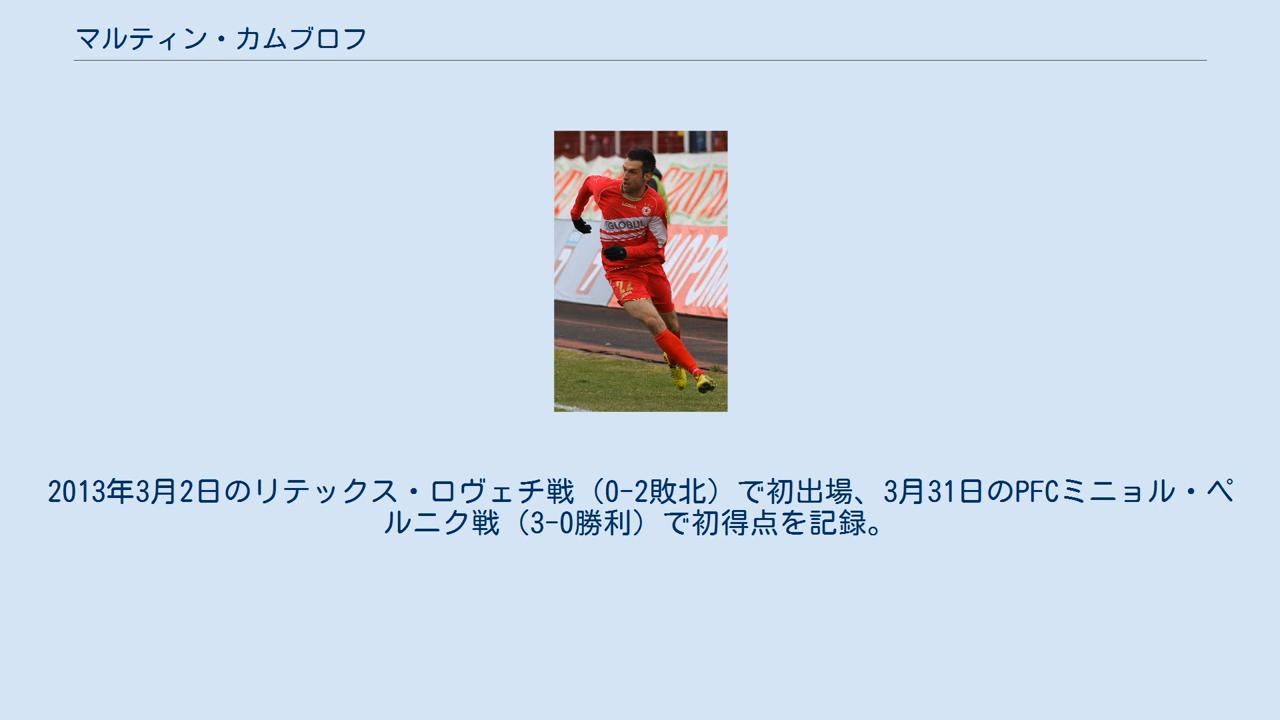 マルティン・カムブロフ
GLOBUL
2013年3月2日のリテックス・ロヴェチ戦（0-2敗北）で初出場、3月31日のPFCミニョル・ペ
ルニク戦（3-0勝利）で初得点を記録。